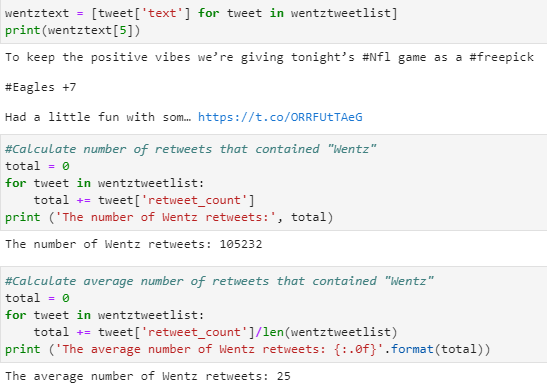 wentztext = [tweet['text'] for tweet in wentztweetlist]
print(wentztext[5])
To keep the positive vibes we’re giving tonight’s #Nfl game as a #freepick
#Eagles +7
Had a little fun with som… https://t.co/ORRFUtTAeG
#Calculate number of retweets that contained "Wentz"
total = 0
for tweet in wentztweetlist:
    total += tweet['retweet_count']
print ('The number of Wentz retweets:', total)
The number of Wentz retweets: 105232
#Calculate average number of retweets that contained "Wentz"
total = 0
for tweet in wentztweetlist:
    total += tweet['retweet_count']/len(wentztweetlist)
print ('The average number of Wentz retweets: {:.0f}'.format(total))
The average number of Wentz retweets: 25